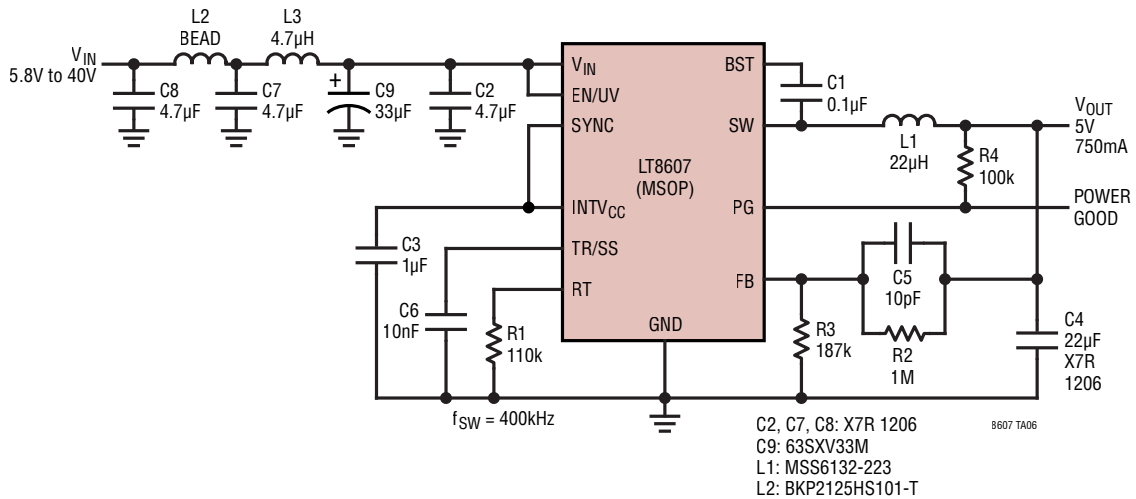 L2
BEAD
L3
4.7µH
VIN
5.8V to 40V
C8
4.7µF
C7
4.7µF
+
C9
33µF
C2
4.7µF
VIN
EN/UV
SYNC
INTVCC
TR/SS
RT
LT8607
(MSOP)
GND
BST
SW
PG
FB
C1
0.1µF
L1
22µH
VOUT
5V
750mA
R4
100k
POWER
GOOD
C3
1µF
C6
10nF
R1
110k
C5
10pF
R2
1M
R3
187k
C4
22µF
X7R
1206
fSW = 400kHz
C2, C7, C8: X7R 1206
C9: 63SXV33M
L1: MSS6132-223
L2: BKP2125HS101-T
8607 TA06